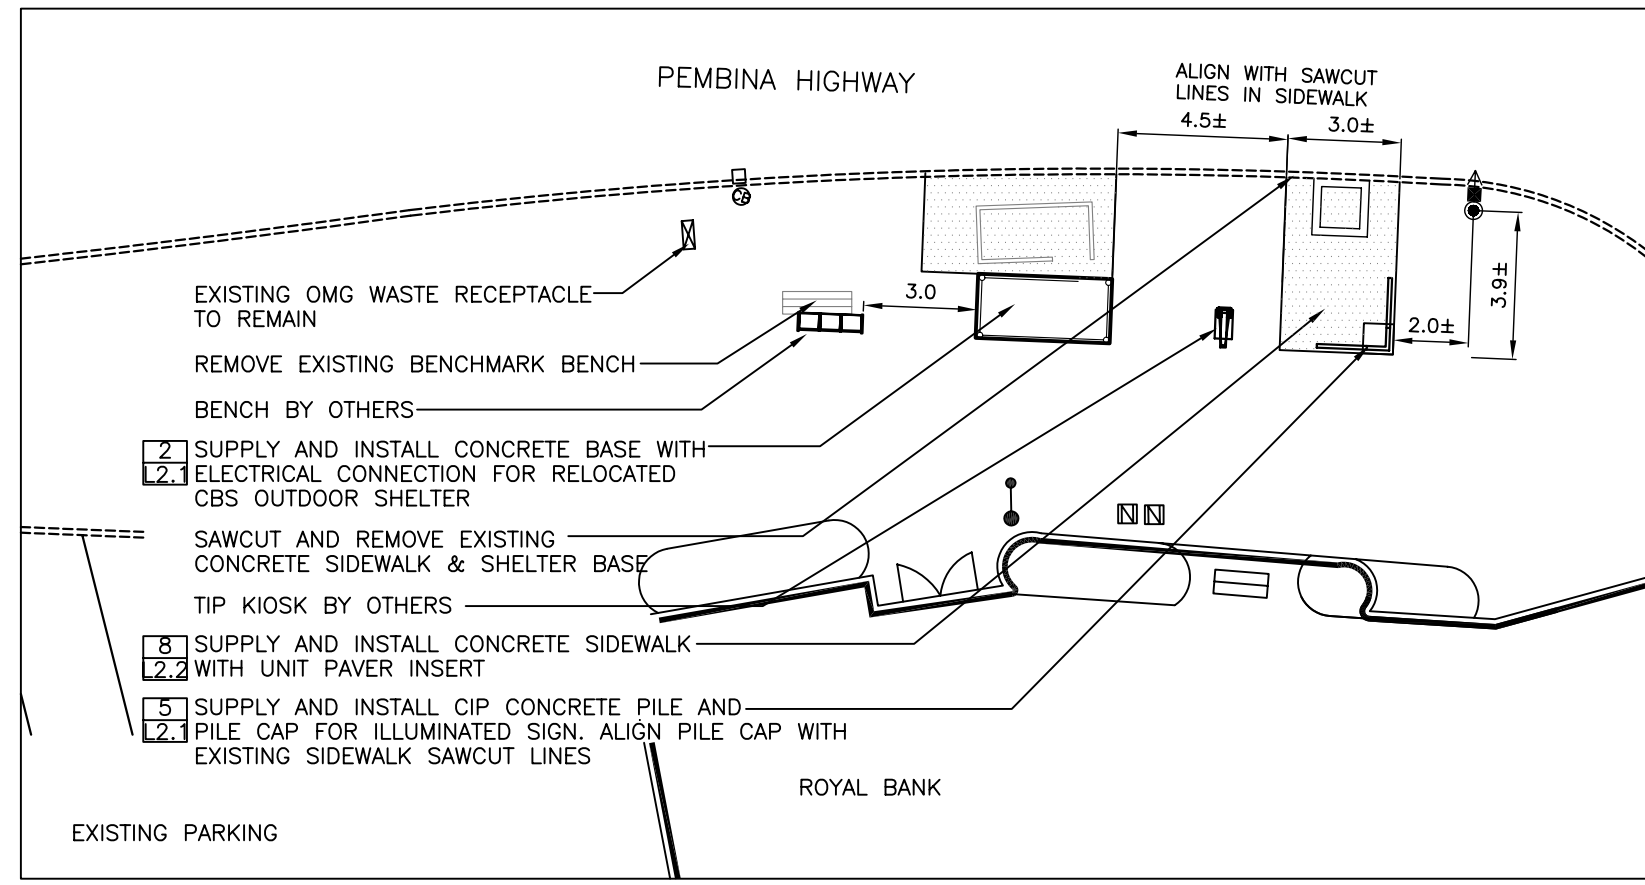 PEMBINA HIGHWAY
ALIGN WITH SAWCUT
LINES IN SIDEWALK
4.5±
3.0±
CB
3.9±
2.0±
3.0
EXISTING OMG WASTE RECEPTACLE
TO REMAIN
REMOVE EXISTING BENCHMARK BENCH
BENCH BY OTHERS
2
L2.1
SUPPLY AND INSTALL CONCRETE BASE WITH
ELECTRICAL CONNECTION FOR RELOCATED
CBS OUTDOOR SHELTER
SAWCUT AND REMOVE EXISTING
CONCRETE SIDEWALK & SHELTER BASE
TIP KIOSK BY OTHERS
8
L2.2
SUPPLY AND INSTALL CONCRETE SIDEWALK
WITH UNIT PAVER INSERT
5
L2.1
SUPPLY AND INSTALL CIP CONCRETE PILE AND
PILE CAP FOR ILLUMINATED SIGN. ALIGN PILE CAP WITH
EXISTING SIDEWALK SAWCUT LINES
ROYAL BANK
EXISTING PARKING